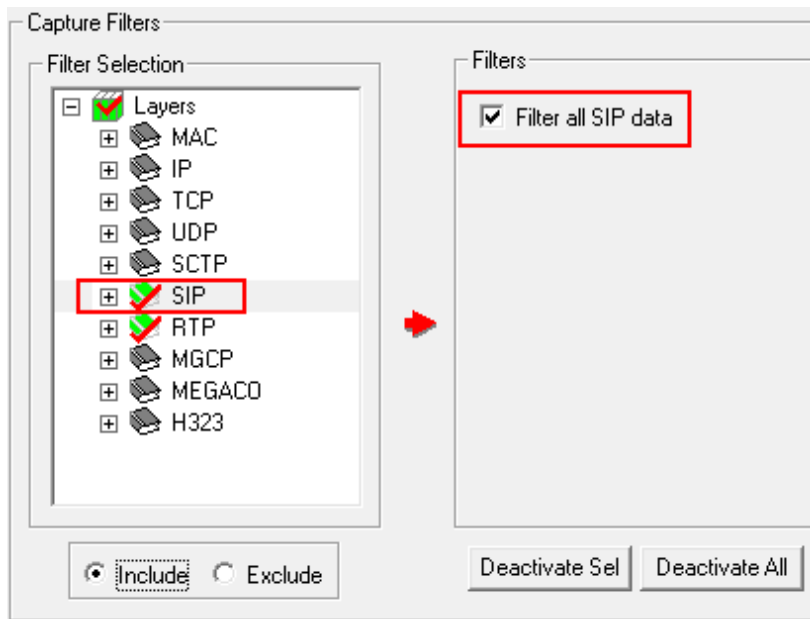 Capture Filters
Filter Selection
Layers
MAC
IP
TCP
UDP
SCTP
SIP
RTP
MGCP
MEGACO
H323
Include Exclude
Filters
Filter all SIP data
Deactivate Sel Deactivate All